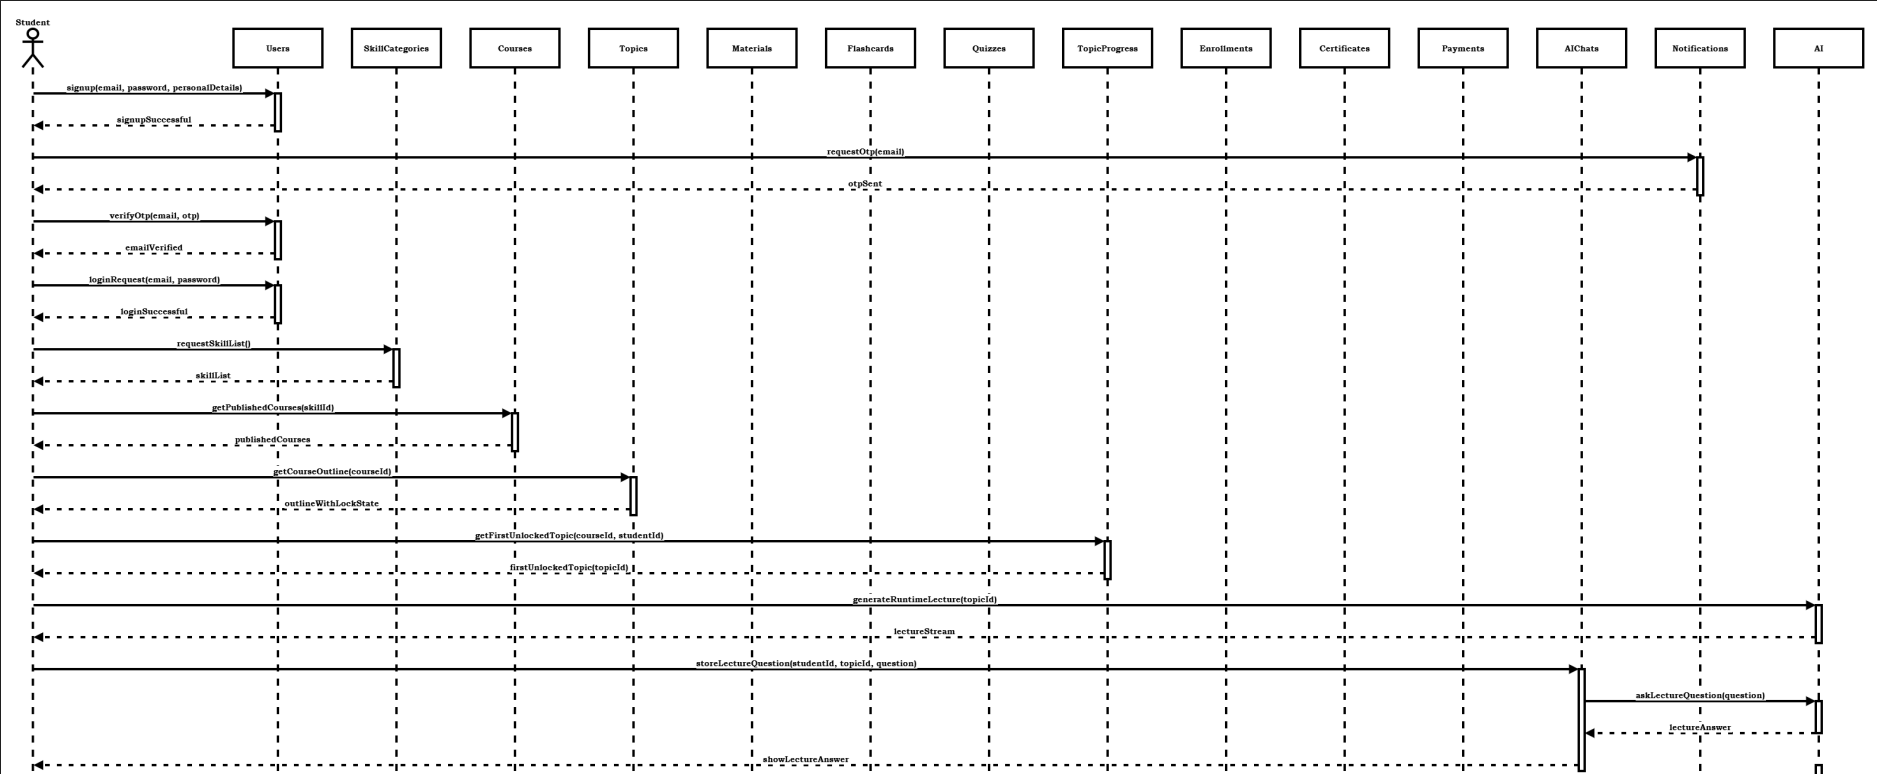 Student
Users
SkillCategories
Courses
Topics
Materials
Flashcards
Quizzes
TopicProgress
Enrollments
Certificates
Payments
AIChats
Notifications
AI
signup(email, password, personalDetails)
signupSuccessful
requestOtp(email)
otpSent
verifyOtp(email, otp)
emailVerified
loginRequest(email, password)
loginSuccessful
requestSkillList()
skillList
getPublishedCourses(skillId)
publishedCourses
getCourseOutline(courseId)
outlineWithLockState
getFirstUnlockedTopic(courseId, studentId)
firstUnlockedTopic(topicId)
generateRuntimeLecture(topicId)
lectureStream
storeLectureQuestion(studentId, topicId, question)
askLectureQuestion(question)
lectureAnswer
showLectureAnswer